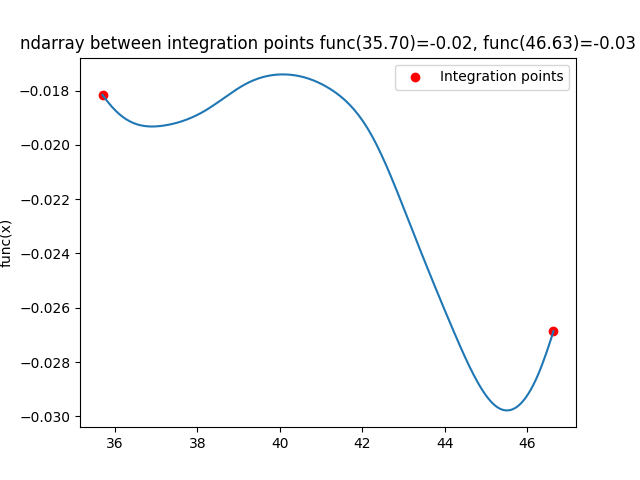 ndarray between integration points func(35.70)=-0.02, func(46.63)=-0.03
Integration points
−0.018
−0.020
−0.022
−0.024
−0.026
−0.028
−0.030
func(x)
36 38 40 42 44 46